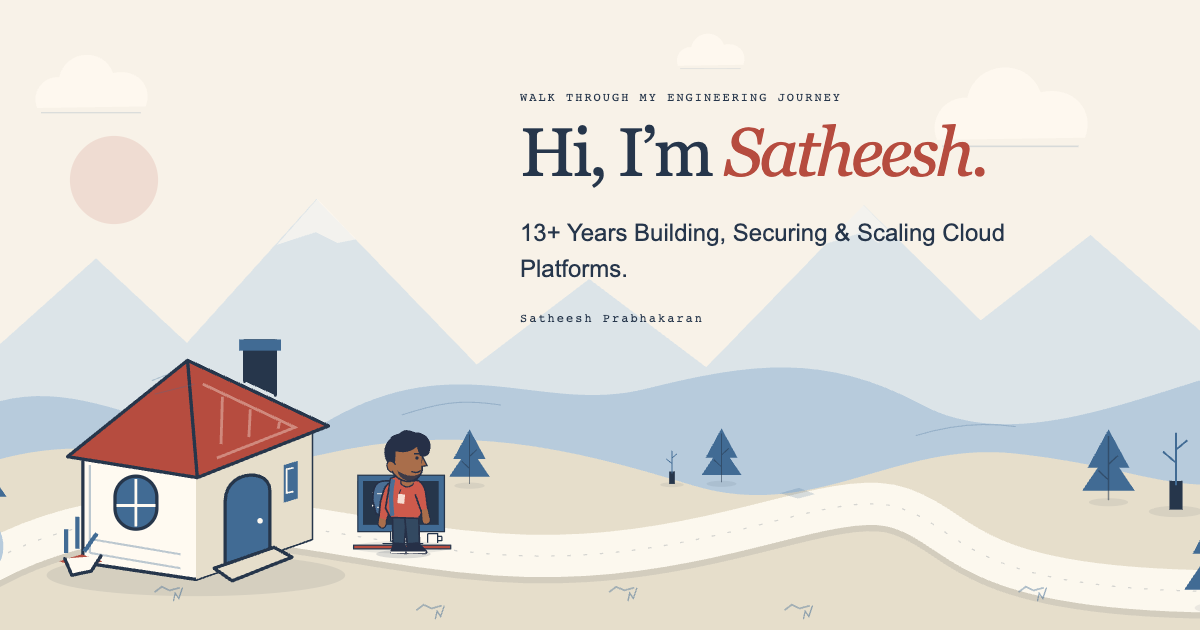 WALK THROUGH MY ENGINEERING JOURNEY
Hi, I’m Satheesh.
13+ Years Building, Securing & Scaling Cloud
Platforms.
Satheesh Prabhakaran